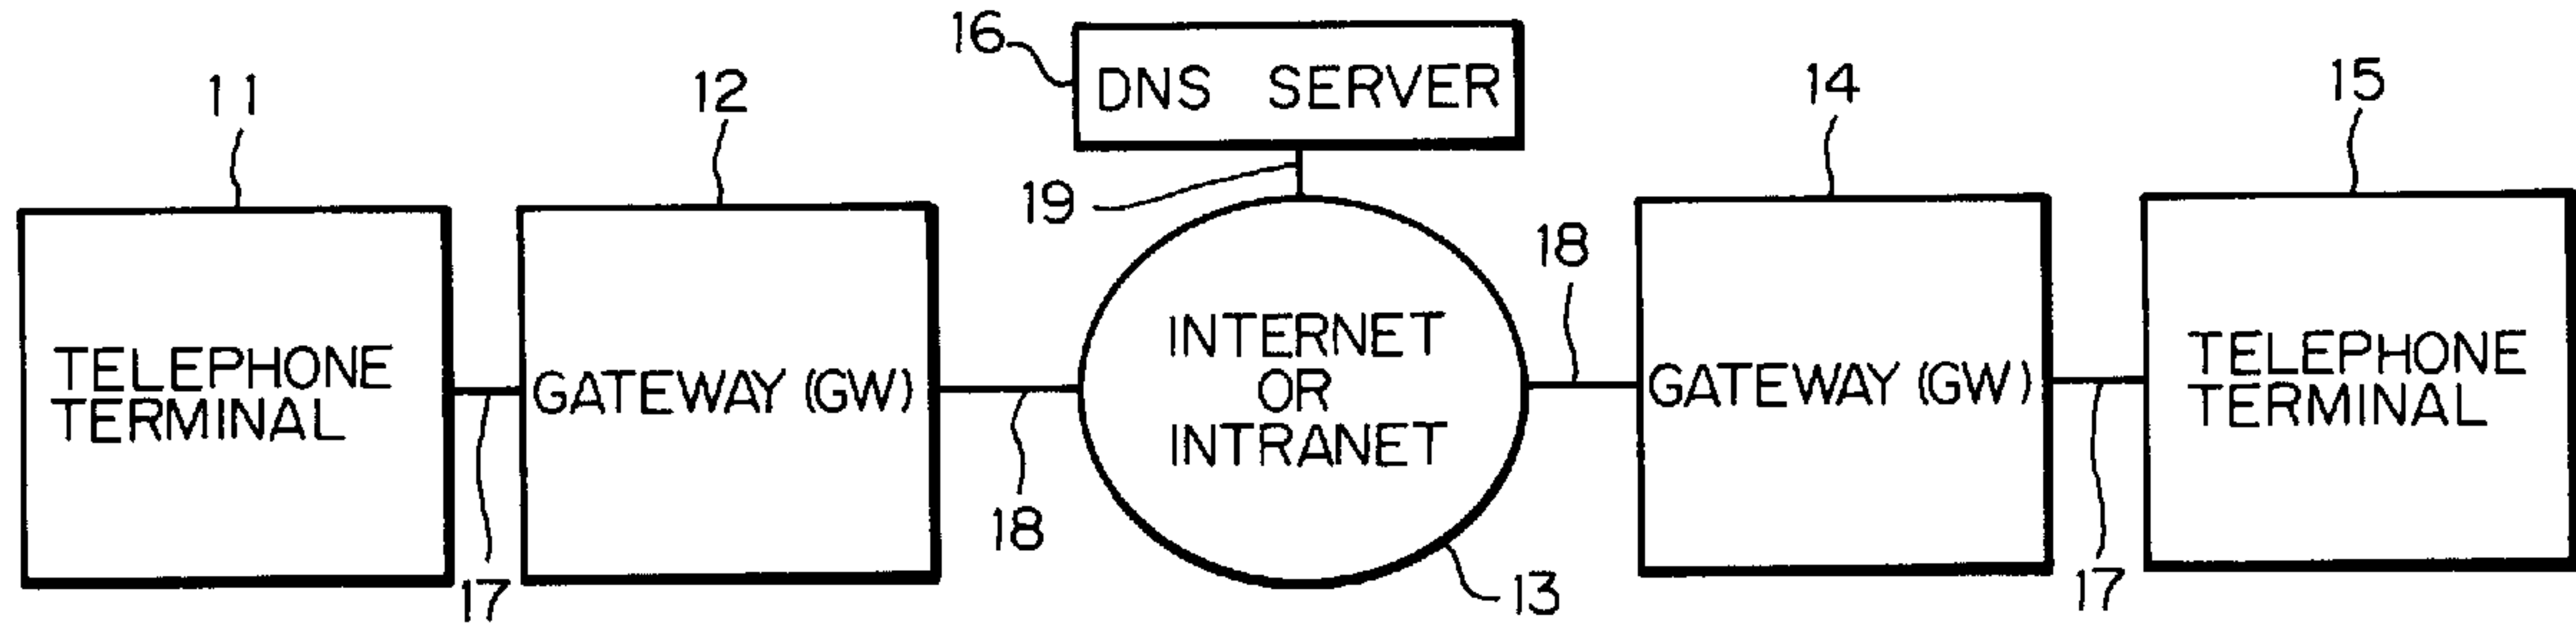 16
DNS SERVER
11
12
14
15
19
18
TELEPHONE
TERMINAL
GATEWAY (GW)
INTERNET
OR
INTRANET
GATEWAY (GW)
TELEPHONE
TERMINAL
17
18
13
17